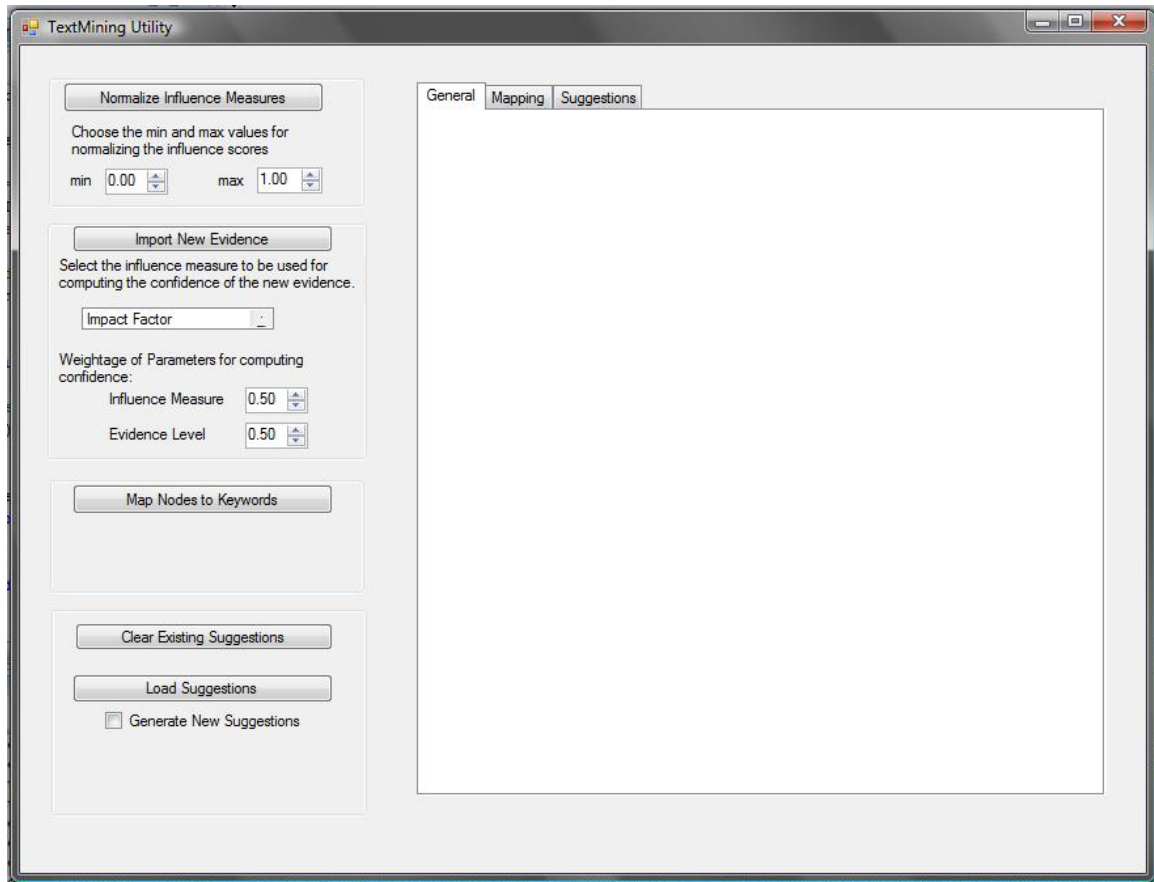 TextMining Utility
Normalize Influence Measures
Choose the min and max values for
normalizing the influence scores
min 0.00 max 1.00
Import New Evidence
Select the influence measure to be used for
computing the confidence of the new evidence.
Impact Factor
Weightage of Parameters for computing
confidence:
Influence Measure 0.50
Evidence Level 0.50
Map Nodes to Keywords
Clear Existing Suggestions
Load Suggestions
Generate New Suggestions
General Mapping Suggestions